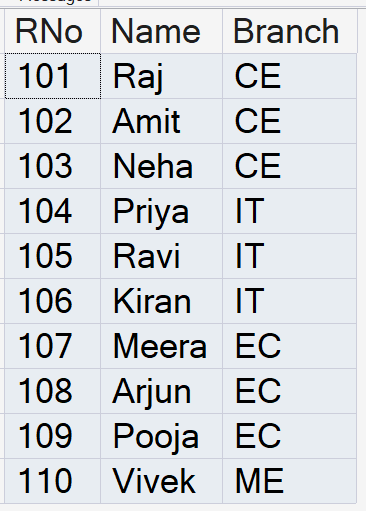 RNo Name Branch
101 Raj CE
102 Amit CE
103 Neha CE
104 Priya IT
105 Ravi IT
106 Kiran IT
107 Meera EC
108 Arjun EC
109 Pooja EC
110 Vivek ME